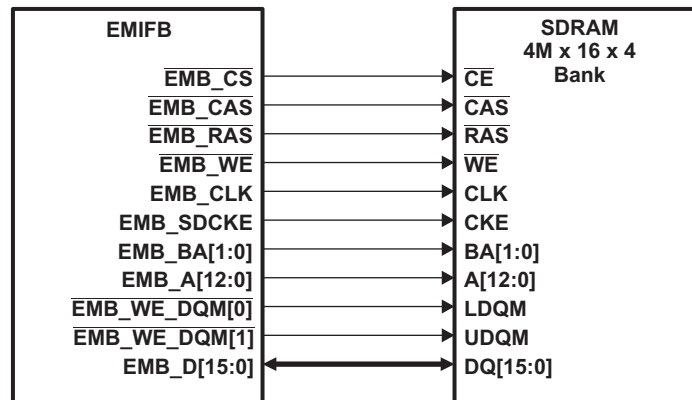 EMIFB
EMB_CS
EMB_CAS
EMB_RAS
EMB_WE
EMB_CLK
EMB_SDCKE
EMB_BA[1:0]
EMB_A[12:0]
EMB_WE_DQM[0]
EMB_WE_DQM[1]
EMB_D[15:0]
SDRAM
4M x 16 x 4
Bank
CE
CAS
RAS
WE
CLK
CKE
BA[1:0]
A[12:0]
LDQM
UDQM
DQ[15:0]